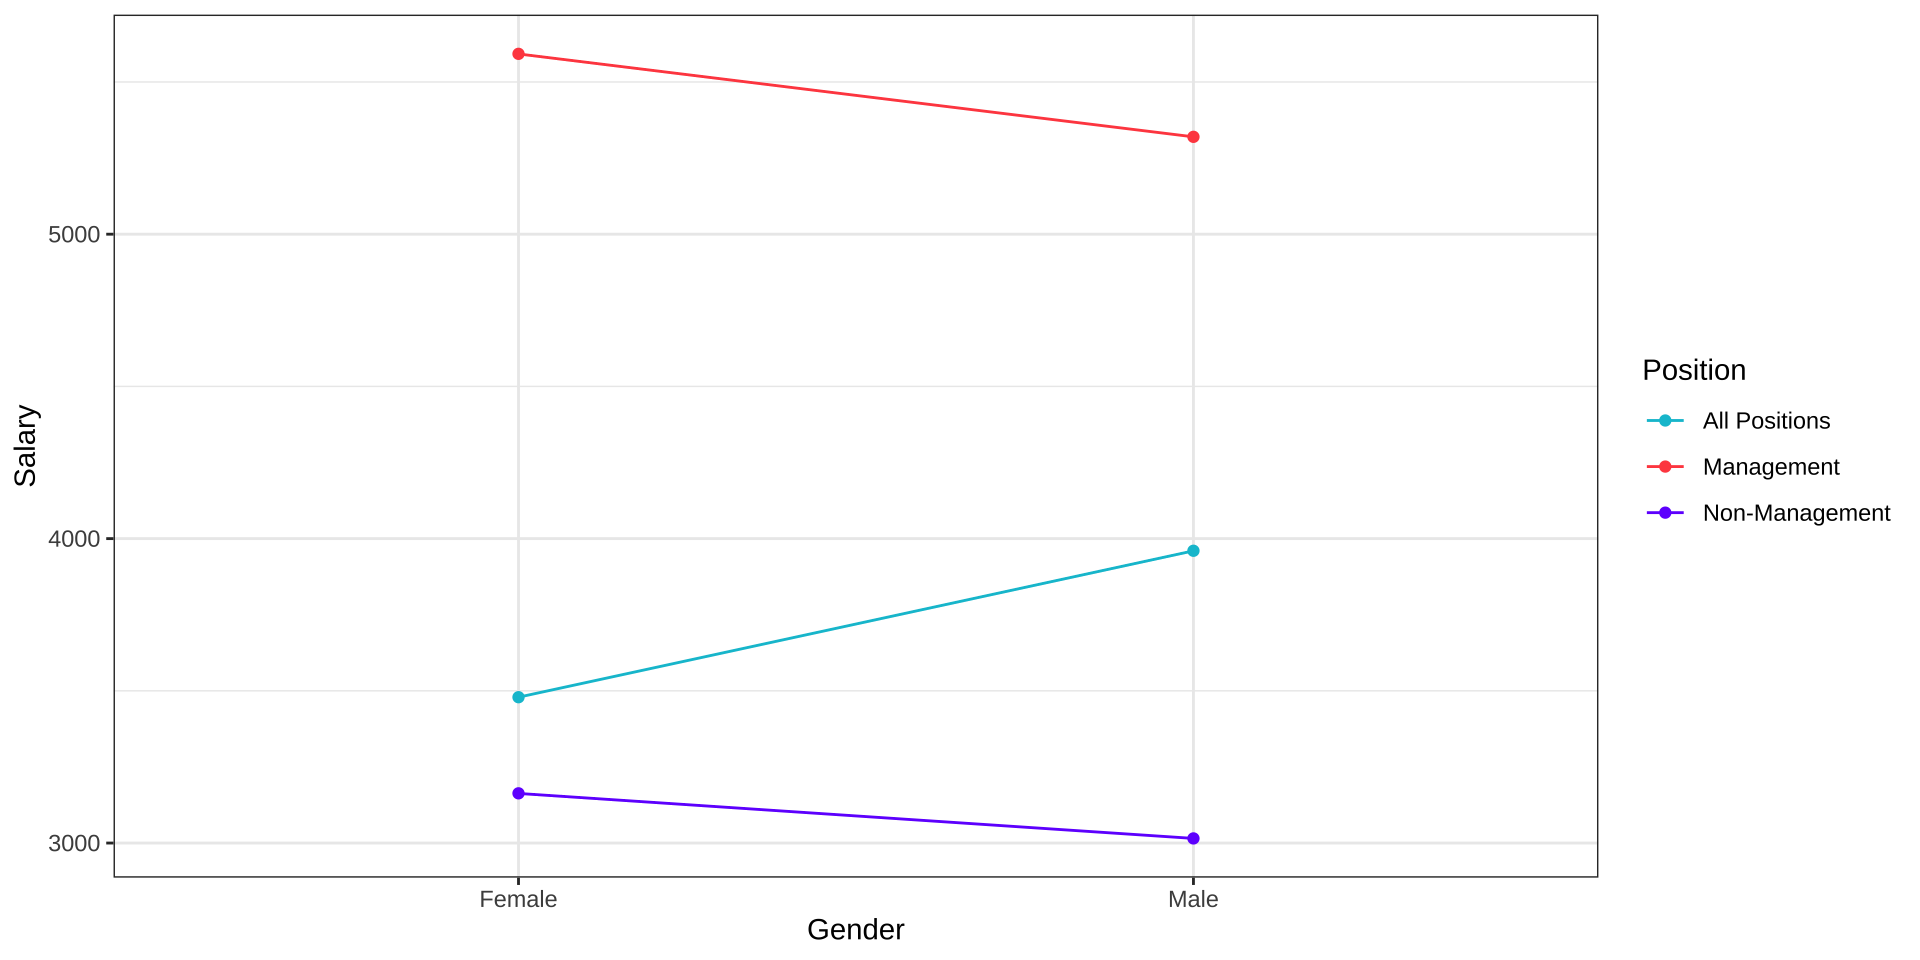 5000
4000
3000
Salary
Female
Male
Gender
Position
All Positions
Management
Non-Management